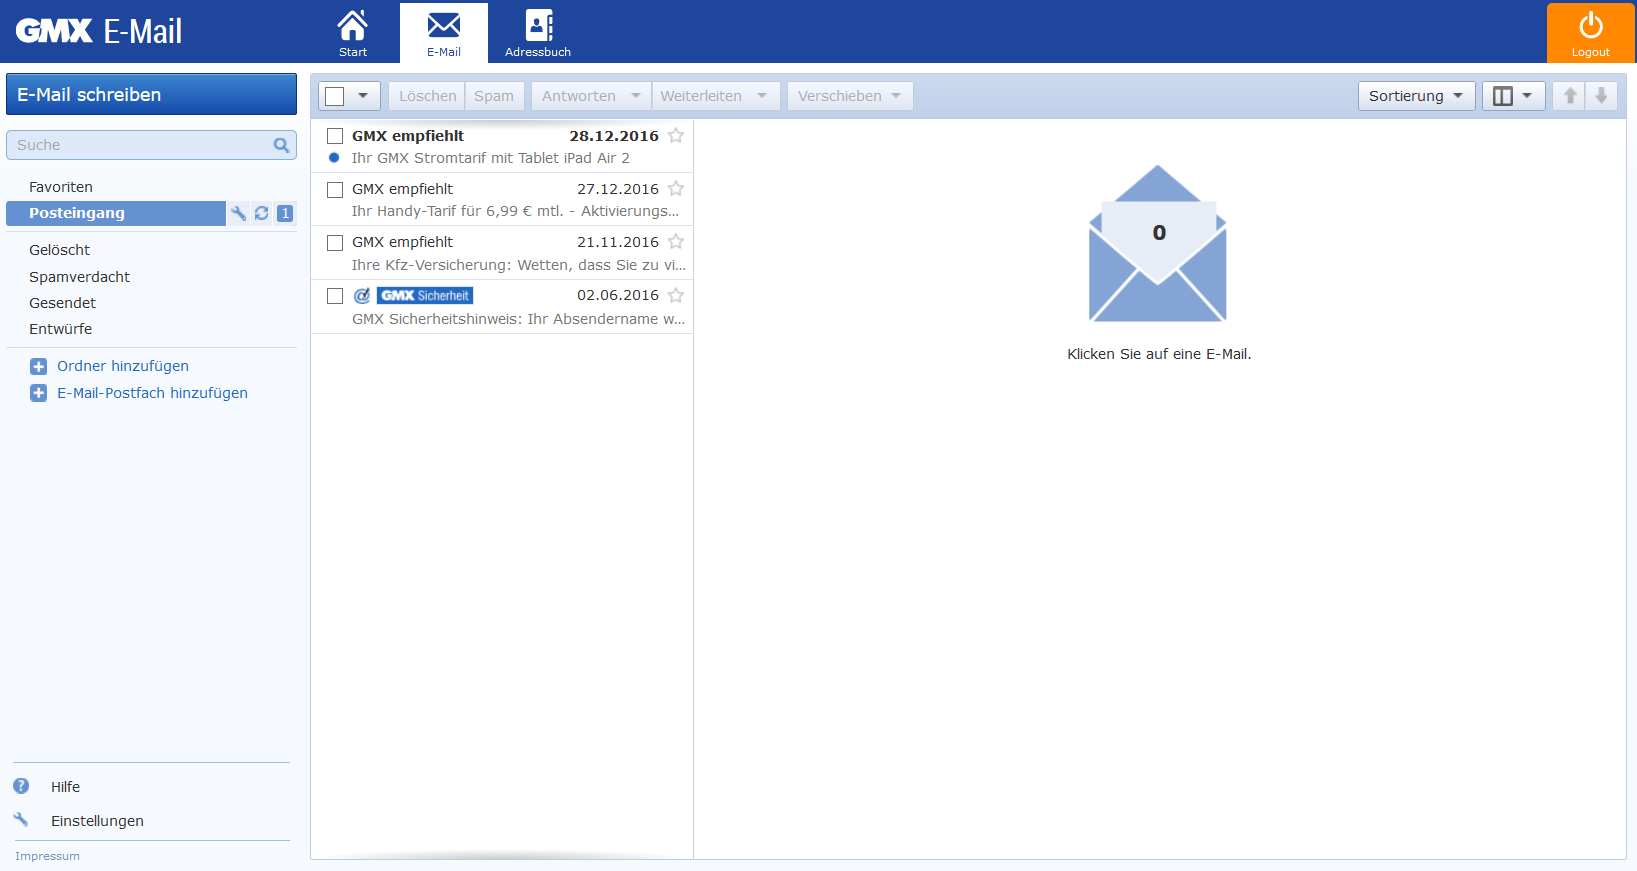 GMX E-Mail
Start
E-Mail
Adressbuch
Logout
E-Mail schreiben
Suche
Favoriten
Posteingang 1
Gelöscht
Spamverdacht
Gesendet
Entwürfe
Ordner hinzufügen
E-Mail-Postfach hinzufügen
? Hilfe
Einstellungen
Impressum
Löschen Spam Antworten Weiterleiten Verschieben Sortierung
GMX empfiehlt 28.12.2016
Ihr GMX Stromtarif mit Tablet iPad Air 2
GMX empfiehlt 27.12.2016
Ihr Handy-Tarif für 6,99 € mtl. - Aktivierungs...
GMX empfiehlt 21.11.2016
Ihre Kfz-Versicherung: Wetten, dass Sie zu vi...
@ GMX Sicherheit 02.06.2016
GMX Sicherheitshinweis: Ihr Absendername w...
0
Klicken Sie auf eine E-Mail.